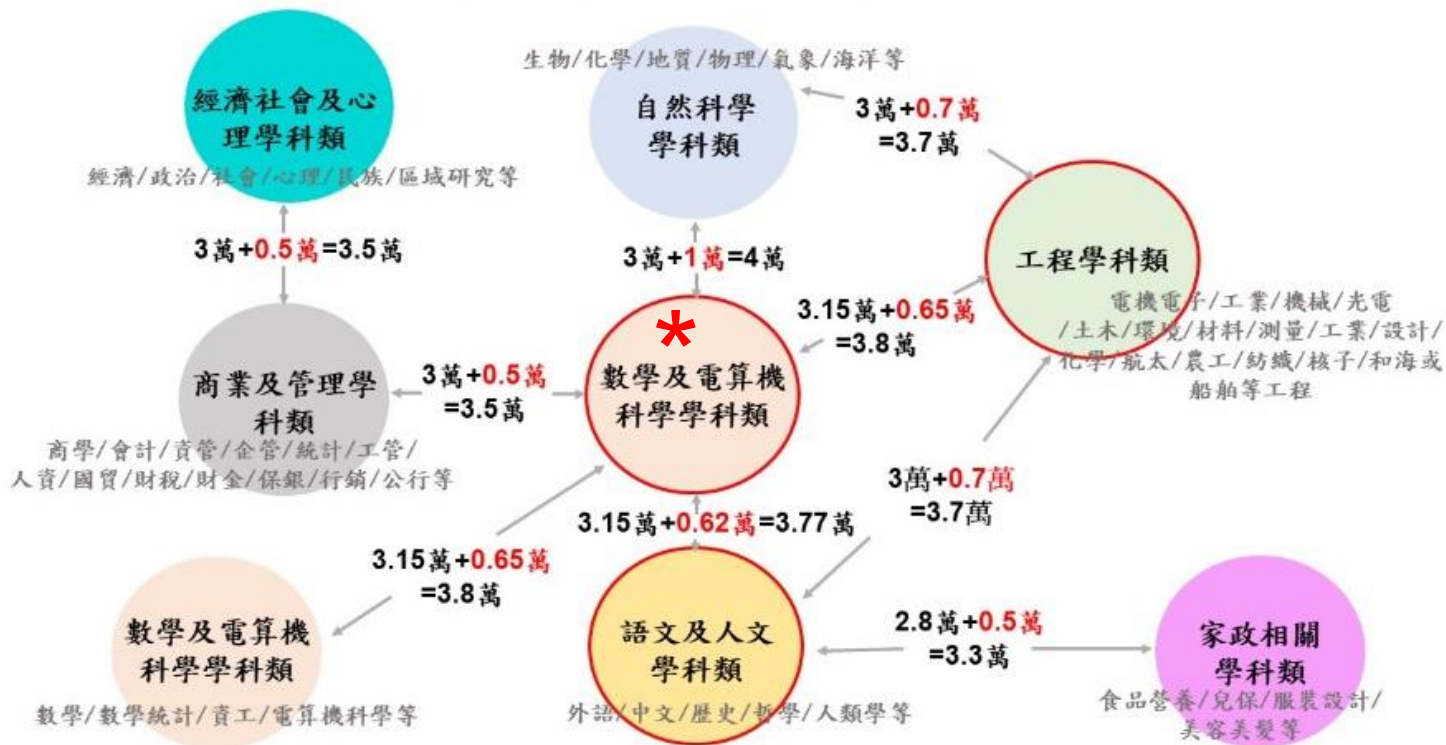 生物/化學/地質/物理/氣象/海洋等
經濟社會及心
理學科類
經濟/政治/社會/心理/民族/區域研究等
自然科學
學科類
3萬+0.7萬
=3.7萬
3萬+0.5萬=3.5萬
3萬+1萬=4萬
工程學科類
電機電子/工業/機械/光電
/土木/環境/材料/測量/工業/設計/
化學/航太/農工/紡織/核子/和海或
船舶等工程
3.15萬+0.65萬
=3.8萬
*
數學及電算機
科學學科類
3萬+0.5萬
=3.5萬
商業及管理學
科類
商學/會計/資管/企管/統計/工管/
人資/國貿/財稅/財金/保銀/行銷/公行等
3萬+0.7萬
=3.7萬
3.15萬+0.62萬=3.77萬
3.15萬+0.65萬
=3.8萬
數學及電算機
科學學科類
數學/數學統計/資工/電算機科學等
語文及人文
學科類
外語/中文/歷史/哲學/人類學等
2.8萬+0.5萬
=3.3萬
家政相關
學科類
食品營養/兒保/服裝設計/
美容美髮等